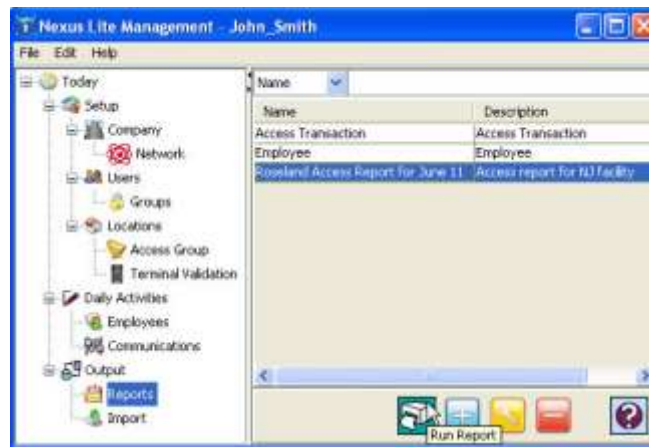 Nexus Lite Management - John_Smith
File Edit Help
Today
Setup
Company
Network
Users
Groups
Locations
Access Group
Terminal Validation
Daily Activities
Employees
Communications
Output
Reports
Import
Name
Name Description
Access Transaction Access Transaction
Employee Employee
Roseland Access Report for June 11 Access report for NJ facility
Run Report